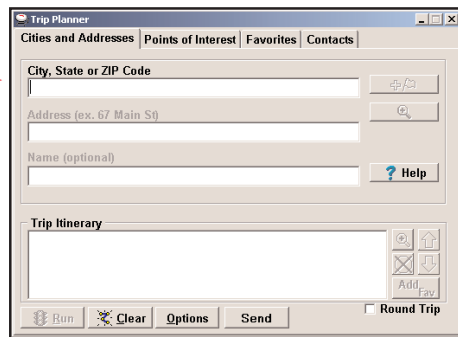 Trip Planner
Cities and Addresses Points of Interest Favorites Contacts
City, State or ZIP Code
Address (ex. 67 Main St)
Name (optional)
? Help
Trip Itinerary
Add Fav
Round Trip
Run Clear Options Send